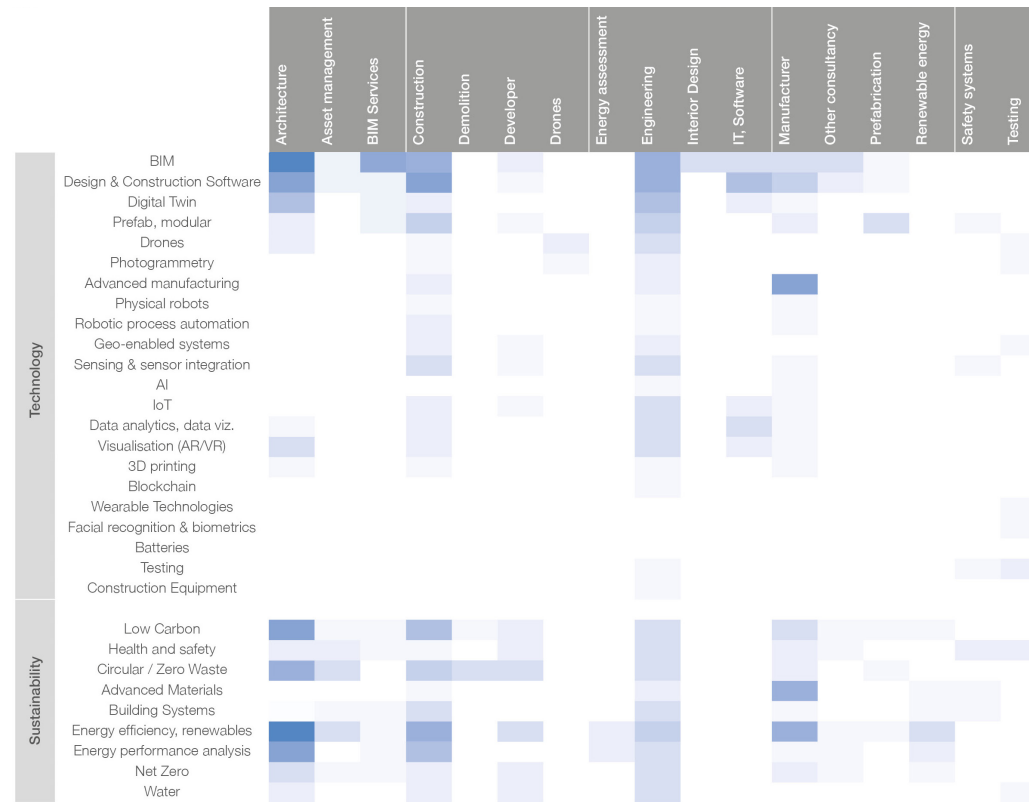 Architecture
Asset management
BIM Services
Construction
Demolition
Developer
Drones
Energy assessment
Engineering
Interior Design
IT, Software
Manufacturer
Other consultancy
Prefabrication
Renewable energy
Safety systems
Testing
Technology
BIM
Design & Construction Software
Digital Twin
Prefab, modular
Drones
Photogrammetry
Advanced manufacturing
Physical robots
Robotic process automation
Geo-enabled systems
Sensing & sensor integration
AI
IoT
Data analytics, data viz.
Visualisation (AR/VR)
3D printing
Blockchain
Wearable Technologies
Facial recognition & biometrics
Batteries
Testing
Construction Equipment
Sustainability
Low Carbon
Health and safety
Circular / Zero Waste
Advanced Materials
Building Systems
Energy efficiency, renewables
Energy performance analysis
Net Zero
Water